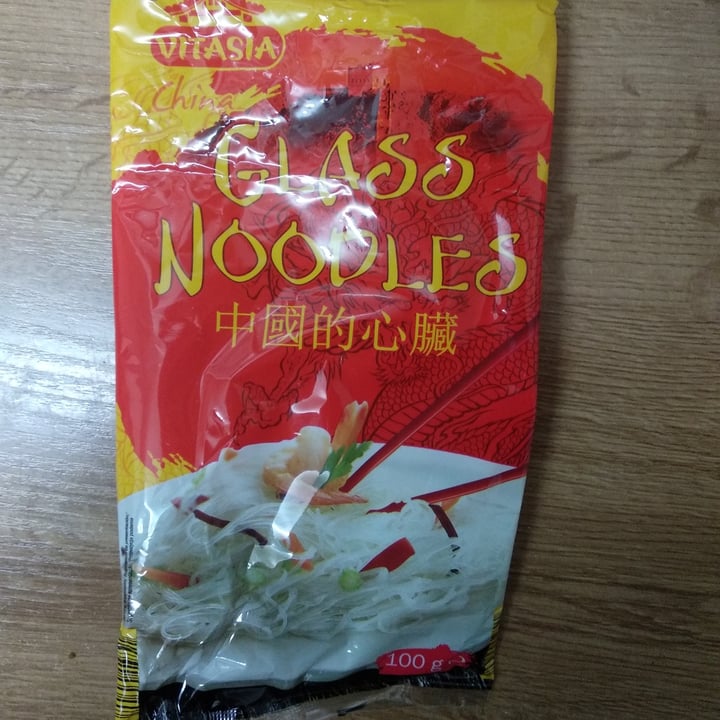 VITASIA
China
GLASS
NOODLES
中國的心臟
100 g e